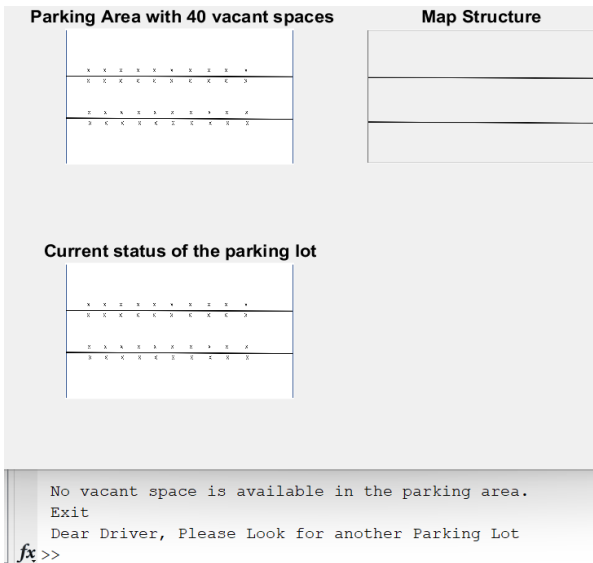 Parking Area with 40 vacant spaces
Map Structure
Current status of the parking lot
No vacant space is available in the parking area.
Exit
Dear Driver, Please Look for another Parking Lot
fx >>